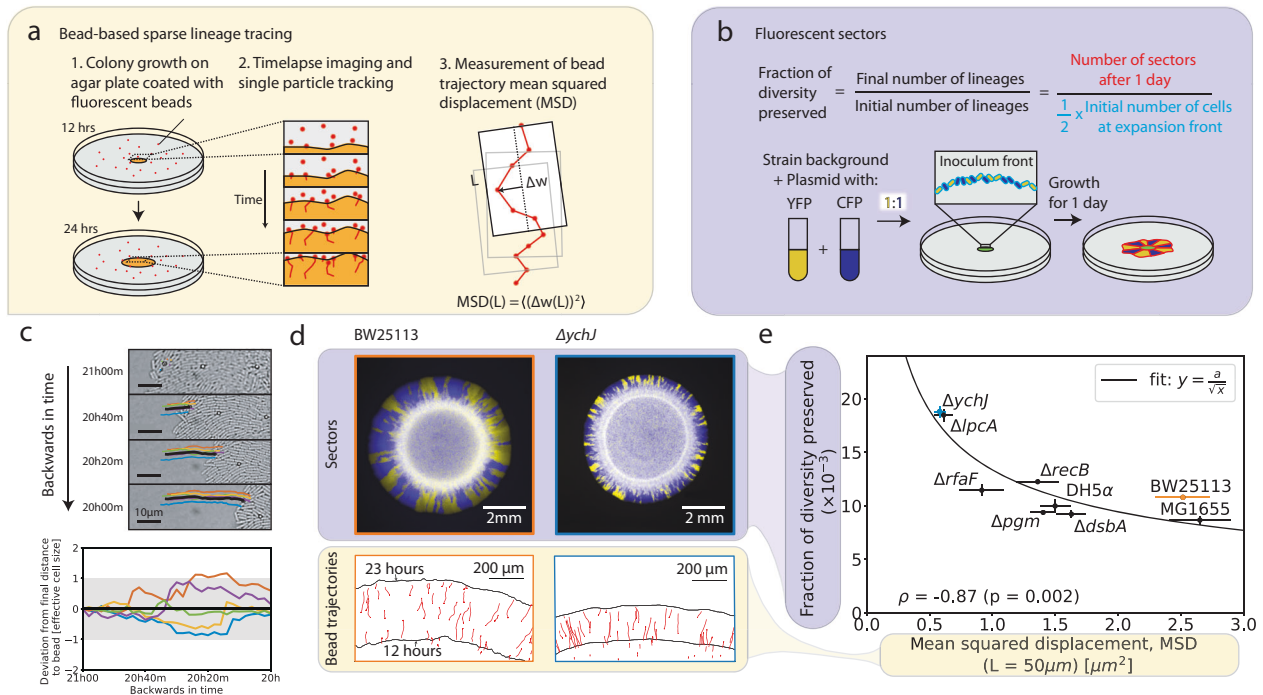 a
Bead-based sparse lineage tracing
1. Colony growth on
agar plate coated with
fluorescent beads
2. Timelapse imaging and
single particle tracking
3. Measurement of bead
trajectory mean squared
displacement (MSD)
12 hrs
24 hrs
Time
L
Δw
MSD(L) = ⟨(Δw(L))²⟩
b
Fluorescent sectors
Fraction of
diversity
preserved
=
Final number of lineages
Initial number of lineages
=
Number of sectors
after 1 day
1/2 x Initial number of cells
at expansion front
Strain background
+ Plasmid with:
YFP
CFP
+
1:1
Inoculum front
Growth
for 1 day
c
Backwards in time
21h00m
20h40m
20h20m
20h00m
10μm
Deviation from final distance
to bead [effective cell size]
2
1
0
−1
−2
21h00
20h40m
20h20m
20h
Backwards in time
d
BW25113
ΔychJ
Sectors
2mm
2 mm
Bead trajectories
23 hours
12 hours
200 μm
200 μm
e
Fraction of diversity preserved
(×10⁻³)
20
15
10
5
0
fit: y = a/√x
ΔychJ
ΔlpcA
ΔrfaF
ΔrecB
DH5α
Δpgm
ΔdsbA
BW25113
MG1655
ρ = -0.87 (p = 0.002)
0.0 0.5 1.0 1.5 2.0 2.5 3.0
Mean squared displacement, MSD
(L = 50μm) [μm²]